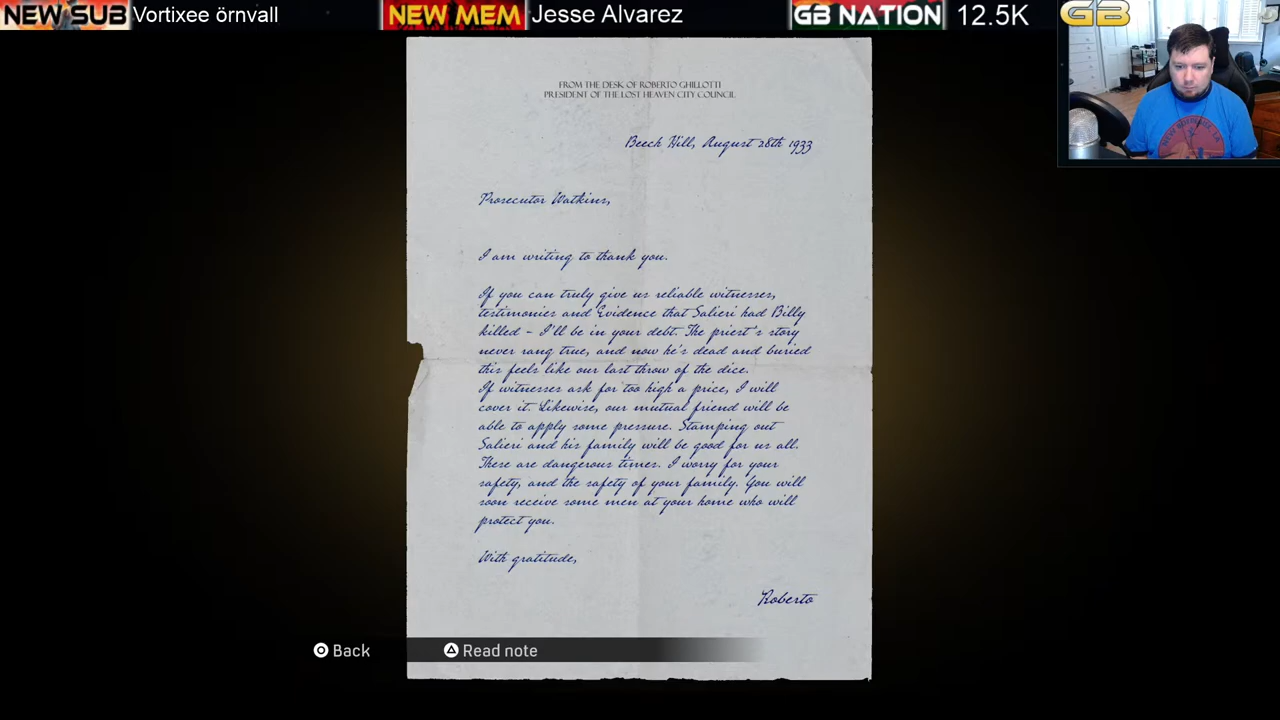 NEW SUB Vortixee örnvall NEW MEM Jesse Alvarez GB NATION 12.5K GB
FROM THE DESK OF ROBERTO GHILLOTTI
PRESIDENT OF THE LOST HEAVEN CITY COUNCIL
Beech Hill, August 28th 1933
Prosecutor Watkins,
I am writing to thank you.
If you can truly give us reliable witnesses,
testimonies and Evidence that Salieri had Billy
killed - I'll be in your debt. The priest's story
never rang true, and now he's dead and buried
this feels like our last throw of the dice.
If witnesses ask for too high a price, I will
cover it. Likewise, our mutual friend will be
able to apply some pressure. Stamping out
Salieri and his family will be good for us all.
These are dangerous times. I worry for your
safety, and the safety of your family. You will
soon receive some men at your home who will
protect you.
With gratitude,
Roberto
Back Read note